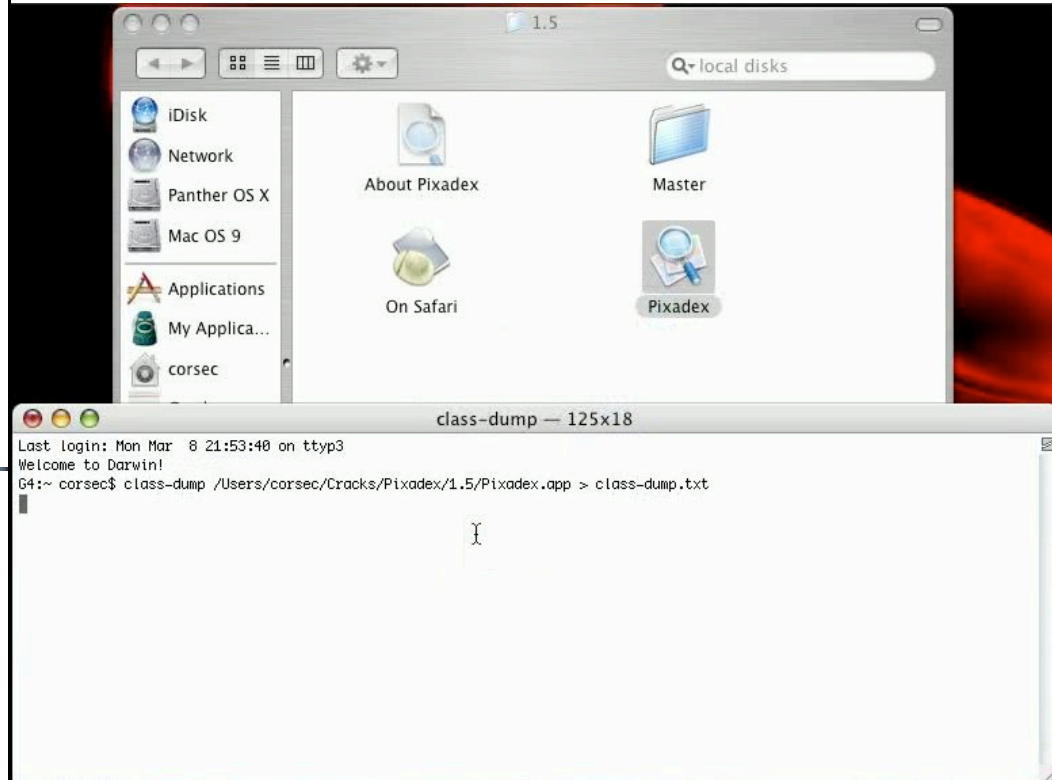 1.5
local disks
iDisk
Network
Panther OS X
Mac OS 9
Applications
My Applica...
corsec
About Pixadex
Master
On Safari
Pixadex
class-dump — 125x18
Last login: Mon Mar  8 21:53:40 on ttyp3
Welcome to Darwin!
G4:~ corsec$ class-dump /Users/corsec/Cracks/Pixadex/1.5/Pixadex.app > class-dump.txt